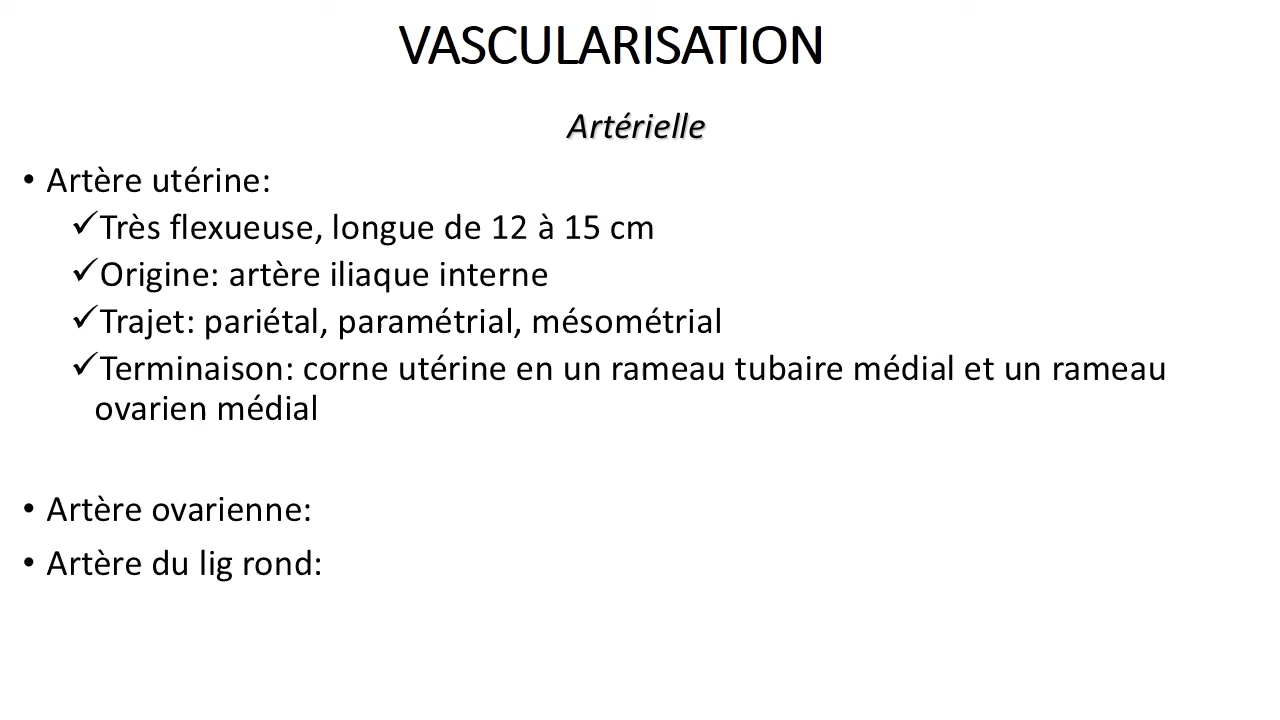 VASCULARISATION
Artérielle
• Artère utérine:
✓Très flexueuse, longue de 12 à 15 cm
✓Origine: artère iliaque interne
✓Trajet: pariétal, paramétrial, mésométrial
✓Terminaison: corne utérine en un rameau tubaire médial et un rameau
ovarien médial
• Artère ovarienne:
• Artère du lig rond: